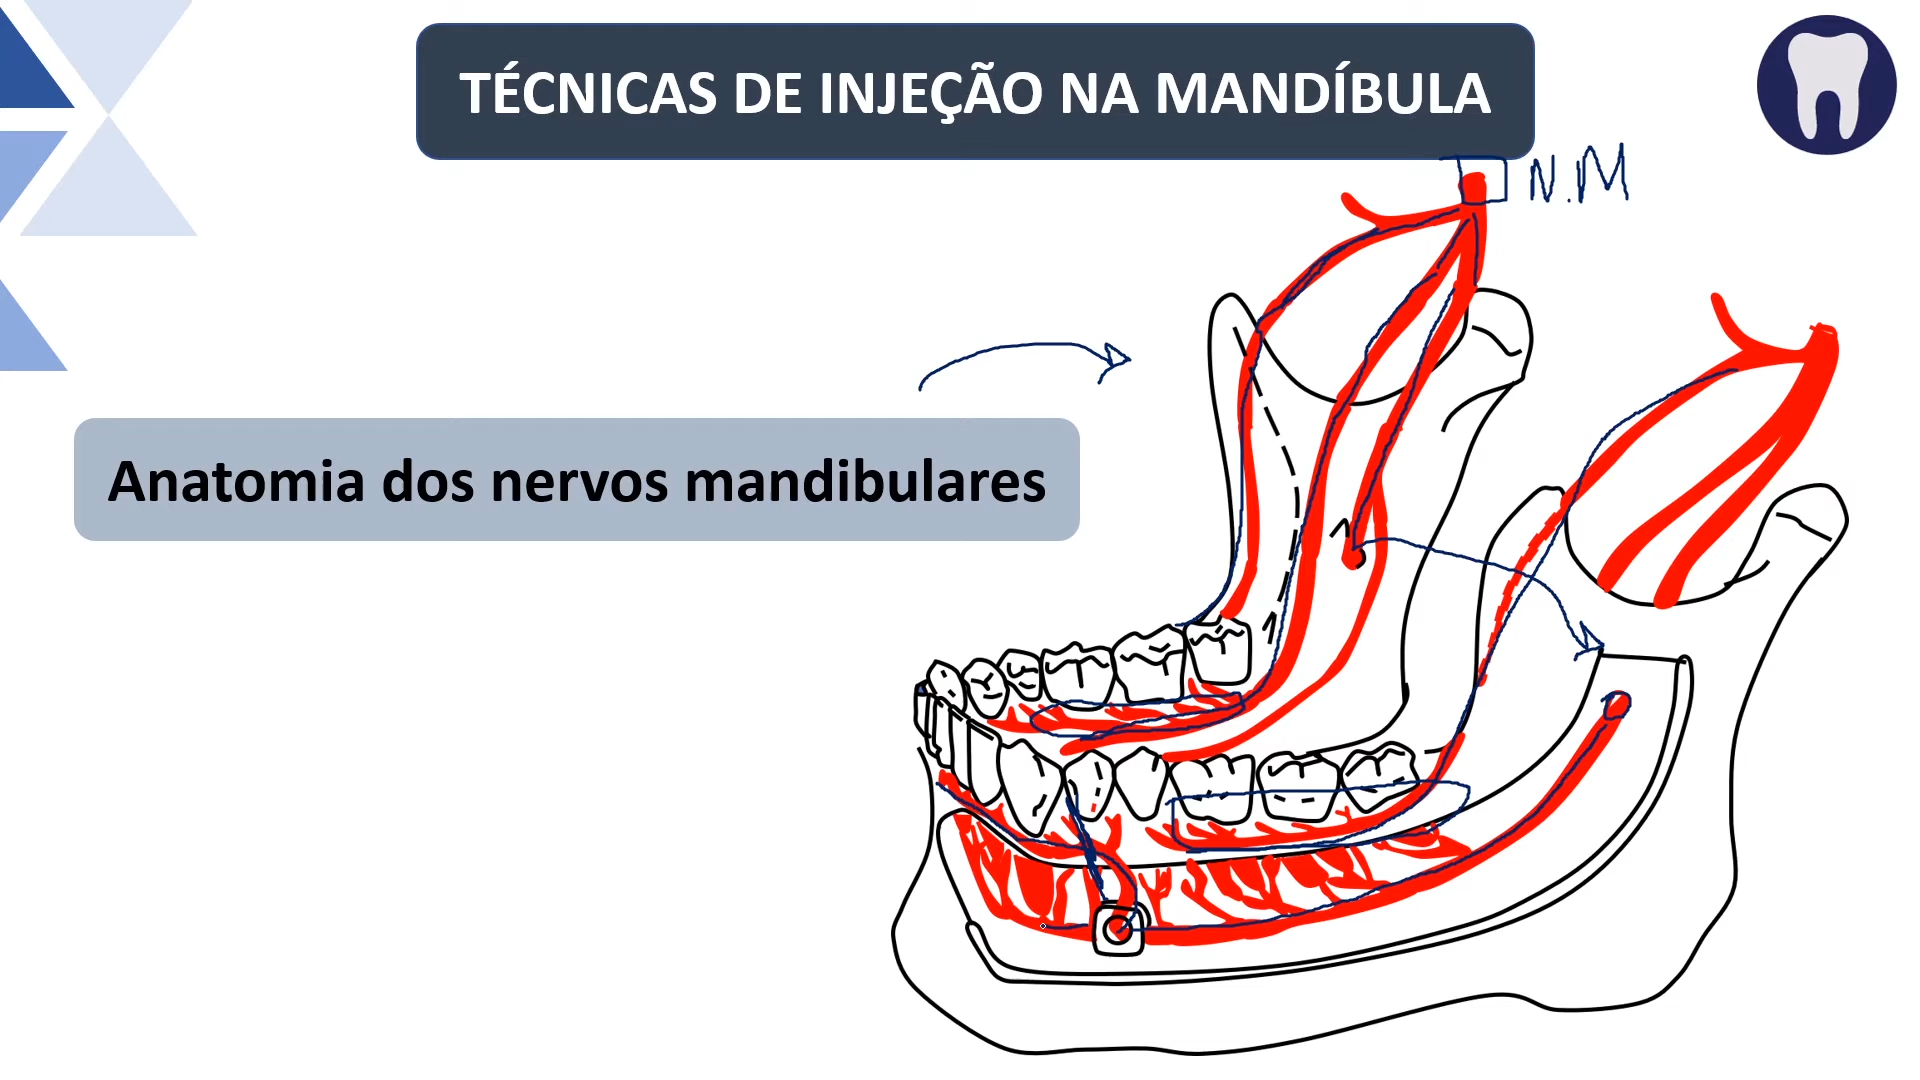 TÉCNICAS DE INJEÇÃO NA MANDÍBULA
N.M
Anatomia dos nervos mandibulares